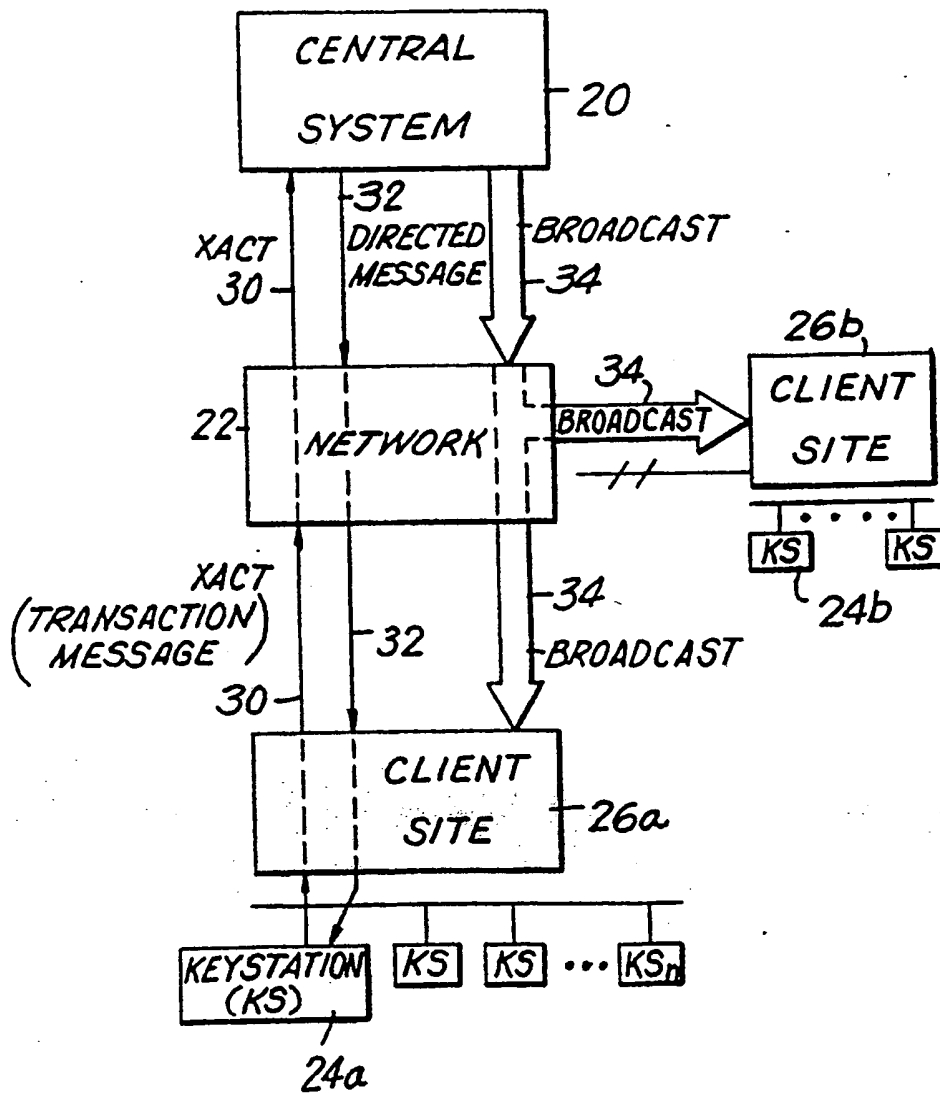 CENTRAL
SYSTEM
20
32
XACT
30
DIRECTED
MESSAGE
BROADCAST
34
26b
CLIENT
SITE
34
BROADCAST
22
NETWORK
KS
KS
24b
XACT
(TRANSACTION
MESSAGE)
30
32
34
BROADCAST
CLIENT
SITE
26a
KEYSTATION
(KS)
KS
KS
...
KSn
24a